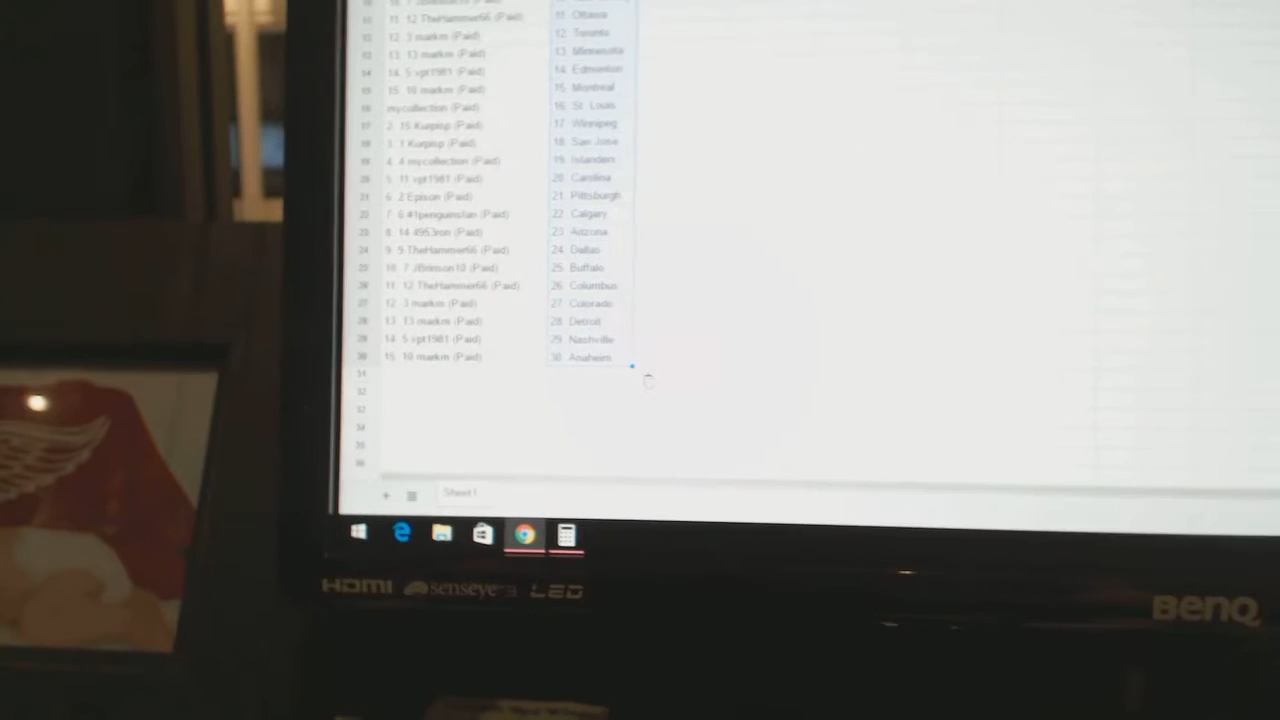 11. 12 TheHammer66 (Paid) 11 Ottawa
12. 3 markm (Paid) 12 Toronto
13. 13 markm (Paid) 13 Minnesota
14. 5 vpt1981 (Paid) 14 Edmonton
15. 10 markm (Paid) 15 Montreal
mycollection (Paid) 16 St. Louis
2. 15 Kurpisp (Paid) 17 Winnipeg
3. 1 Kurpisp (Paid) 18 San Jose
4. 4 mycollection (Paid) 19 Islanders
5. 11 vpt1981 (Paid) 20 Carolina
6. 2 Epison (Paid) 21 Pittsburgh
7. 6 #1penguinsfan (Paid) 22 Calgary
8. 14 4953ron (Paid) 23 Arizona
9. 9 TheHammer66 (Paid) 24 Dallas
10. 7 JBrinson10 (Paid) 25 Buffalo
11. 12 TheHammer66 (Paid) 26 Columbus
12. 3 markm (Paid) 27 Colorado
13. 13 markm (Paid) 28 Detroit
14. 5 vpt1981 (Paid) 29 Nashville
15. 10 markm (Paid) 30 Anaheim
Sheet1
HDMI senseye LED
BenQ